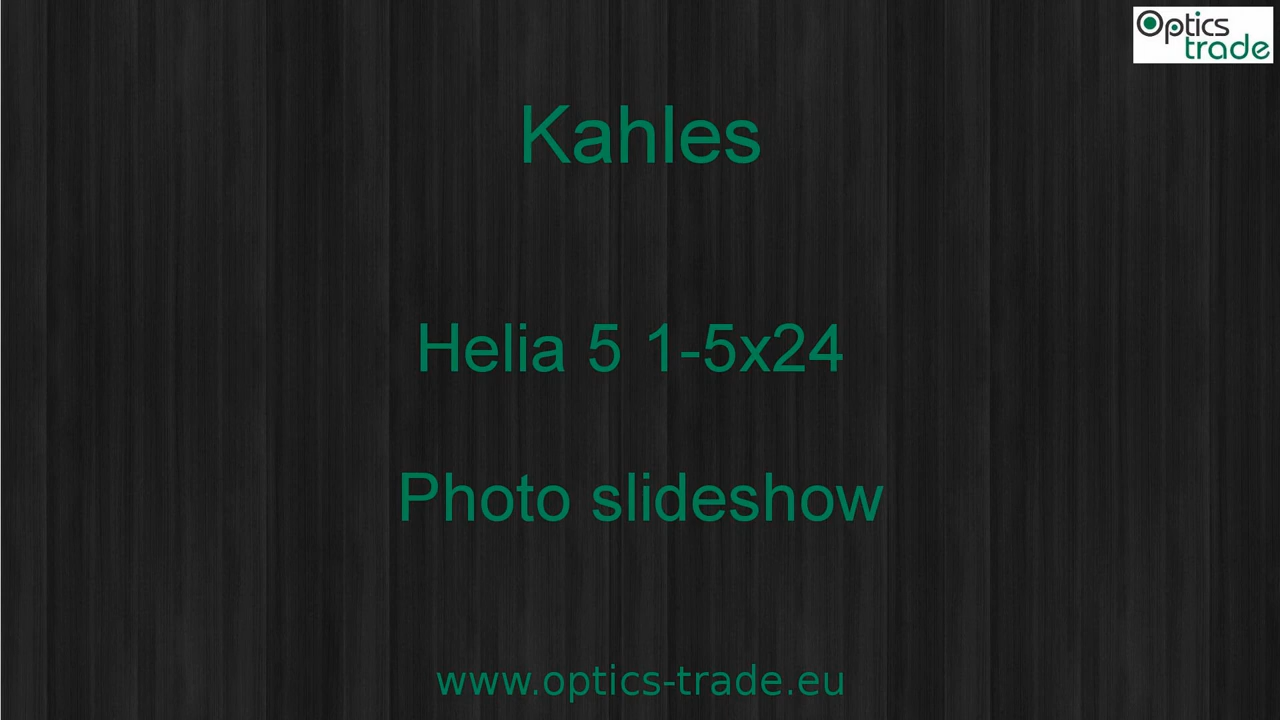 Optics
trade
Kahles
Helia 5 1-5x24
Photo slideshow
www.optics-trade.eu